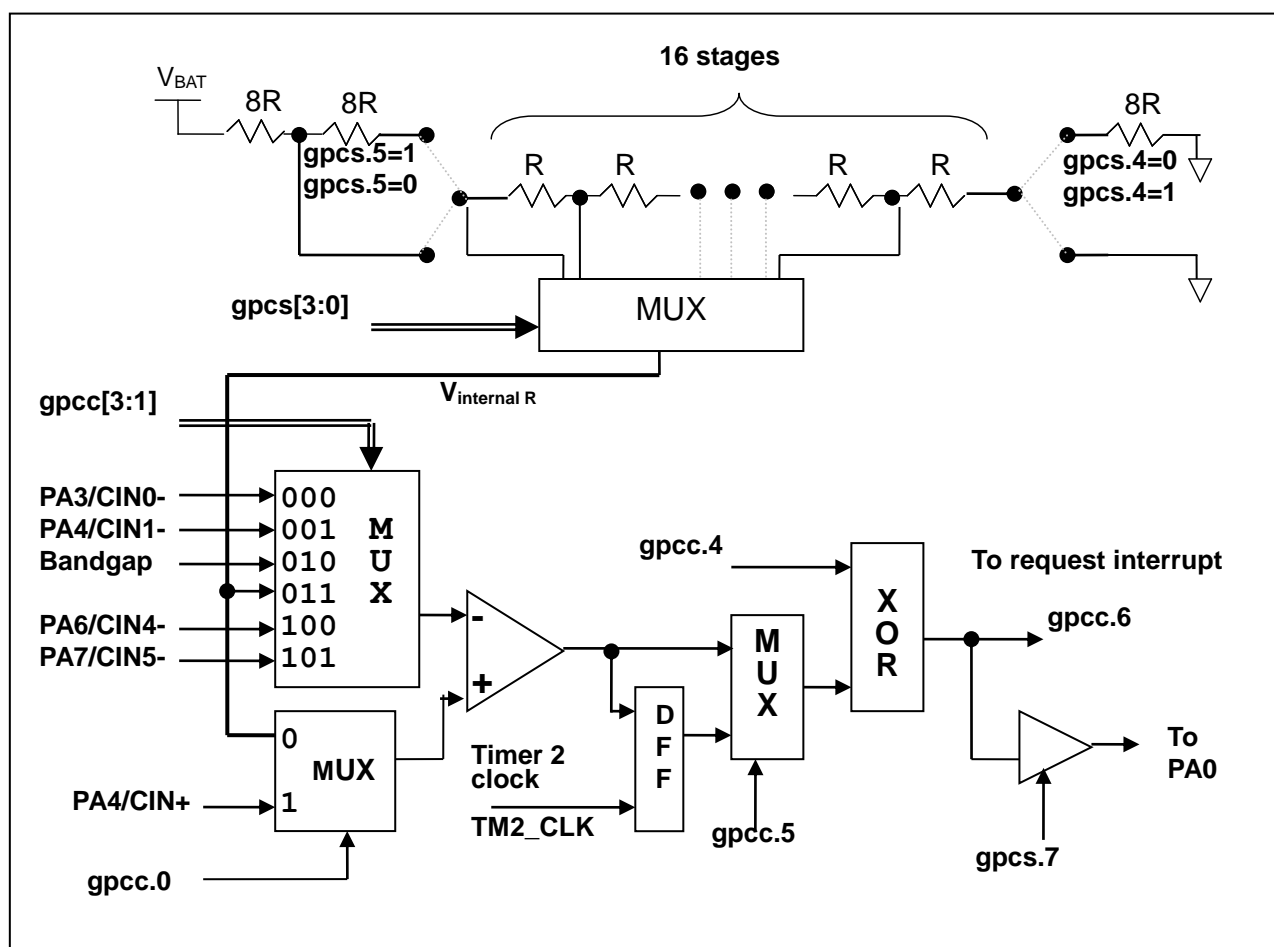 16 stages
VBAT
8R
8R
8R
gpcs.5=1
gpcs.5=0
R
R
R
R
gpcs.4=0
gpcs.4=1
MUX
gpcs[3:0]
Vinternal R
gpcc[3:1]
PA3/CIN0-
PA4/CIN1-
Bandgap
PA6/CIN4-
PA7/CIN5-
000
001
010
011
100
101
M
U
X
-
+
0
1
MUX
PA4/CIN+
gpcc.0
Timer 2
clock
TM2_CLK
D
F
F
M
U
X
gpcc.5
gpcc.4
X
O
R
To request interrupt
gpcc.6
To
PA0
gpcs.7